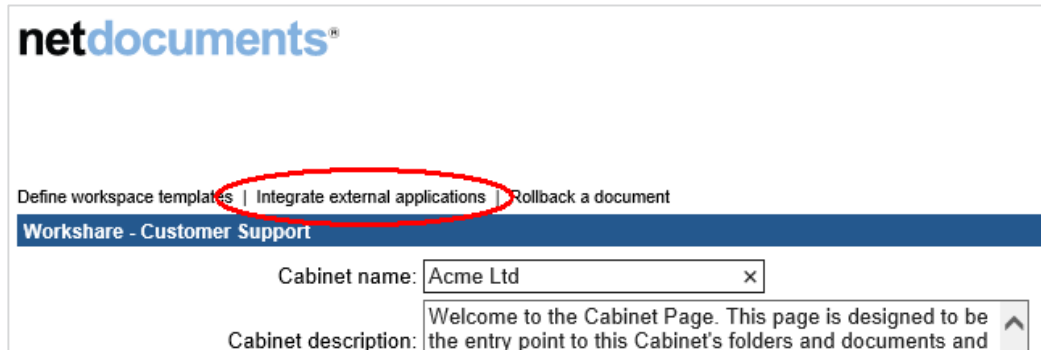 netdocuments®
Define workspace templates | Integrate external applications | Rollback a document
Workshare - Customer Support
Cabinet name: Acme Ltd ×
Welcome to the Cabinet Page. This page is designed to be
Cabinet description: the entry point to this Cabinet's folders and documents and